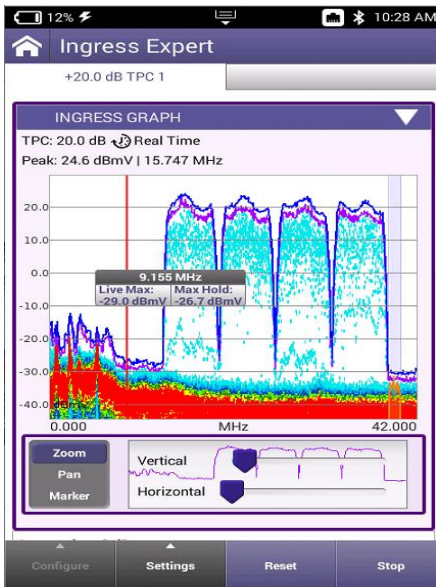 12% 10:28 AM
Ingress Expert
+20.0 dB TPC 1
INGRESS GRAPH
TPC: 20.0 dB Real Time
Peak: 24.6 dBmV | 15.747 MHz
20.0
10.0
0.0
9.155 MHz
Live Max: Max Hold:
-29.0 dBmV -26.7 dBmV
-10.0
-20.0
-30.0
-40.0
0.000 MHz 42.000
Zoom
Pan
Marker
Vertical
Horizontal
Configure Settings Reset Stop